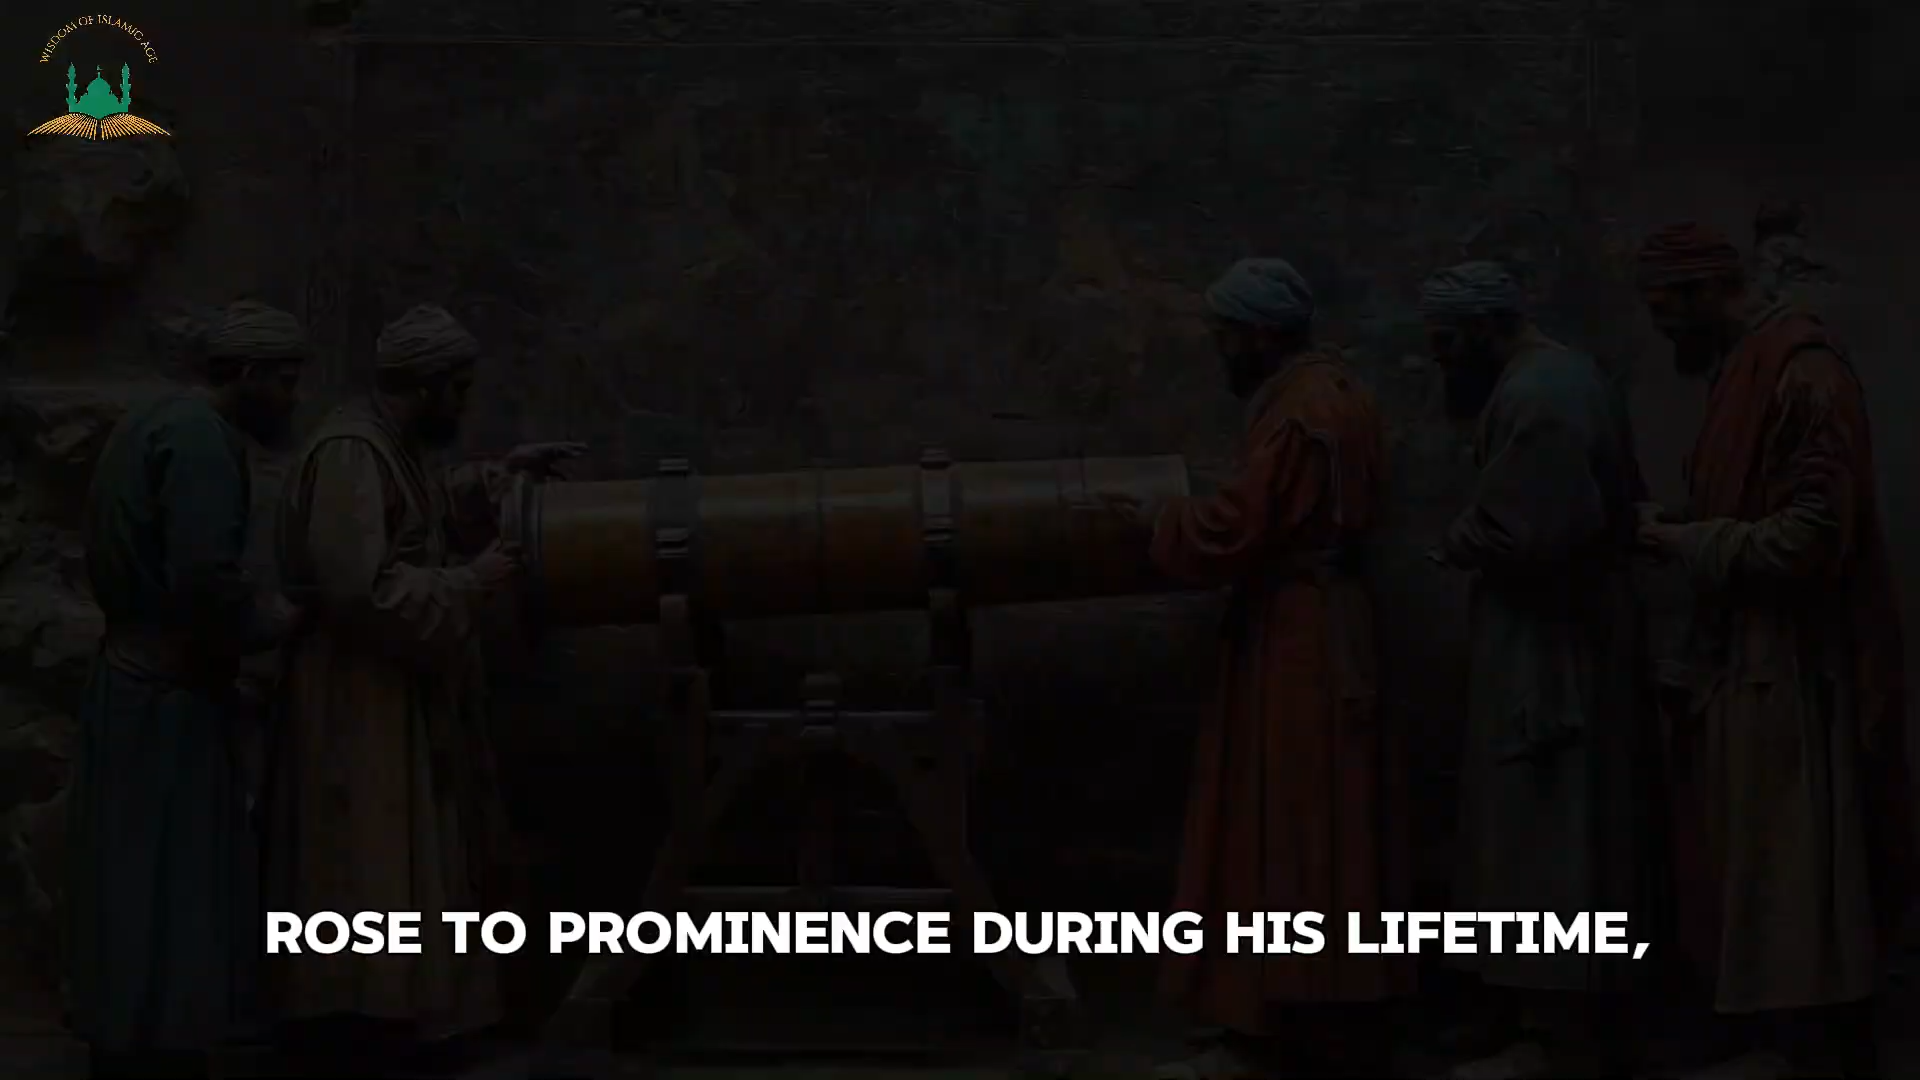 WISDOM OF ISLAMIC AGE
ROSE TO PROMINENCE DURING HIS LIFETIME,